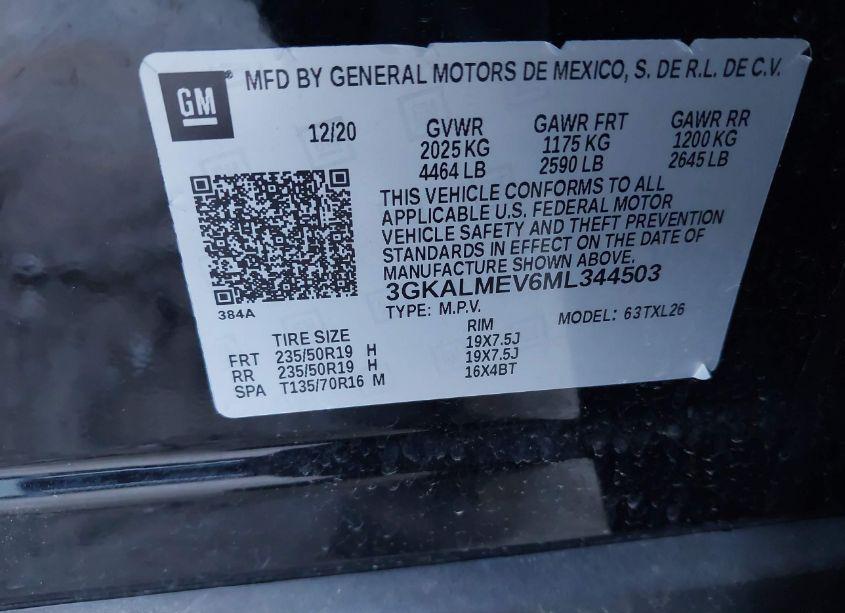 GM® MFD BY GENERAL MOTORS DE MEXICO, S. DE R.L. DE C.V.
12/20 GVWR GAWR FRT GAWR RR
2025 KG 1175 KG 1200 KG
4464 LB 2590 LB 2645 LB
THIS VEHICLE CONFORMS TO ALL
APPLICABLE U.S. FEDERAL MOTOR
VEHICLE SAFETY AND THEFT PREVENTION
STANDARDS IN EFFECT ON THE DATE OF
MANUFACTURE SHOWN ABOVE.
3GKALMEV6ML344503
384A
TYPE: M.P.V. MODEL: 63TXL26
TIRE SIZE RIM
FRT 235/50R19 H 19X7.5J
RR 235/50R19 H 19X7.5J
SPA T135/70R16 M 16X4BT